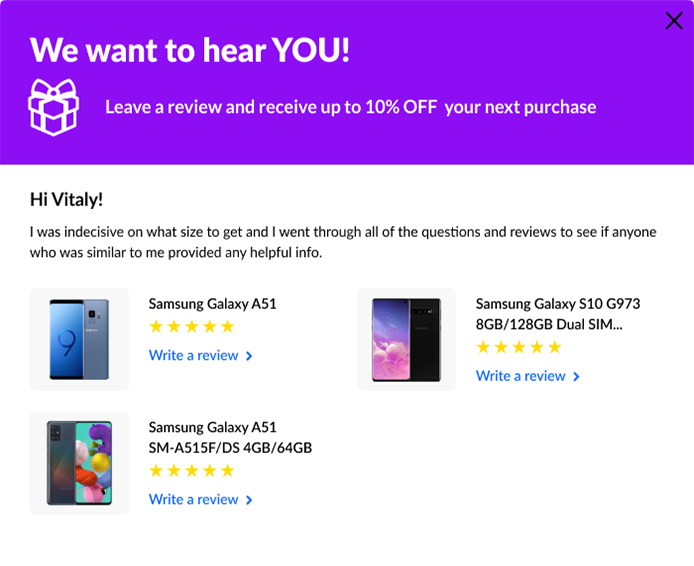 We want to hear YOU!
Leave a review and receive up to 10% OFF your next purchase
Hi Vitaly!
I was indecisive on what size to get and I went through all of the questions and reviews to see if anyone
who was similar to me provided any helpful info.
Samsung Galaxy A51
Write a review
9
Samsung Galaxy S10 G973
8GB/128GB Dual SIM...
Write a review
Samsung Galaxy A51
SM-A515F/DS 4GB/64GB
Write a review